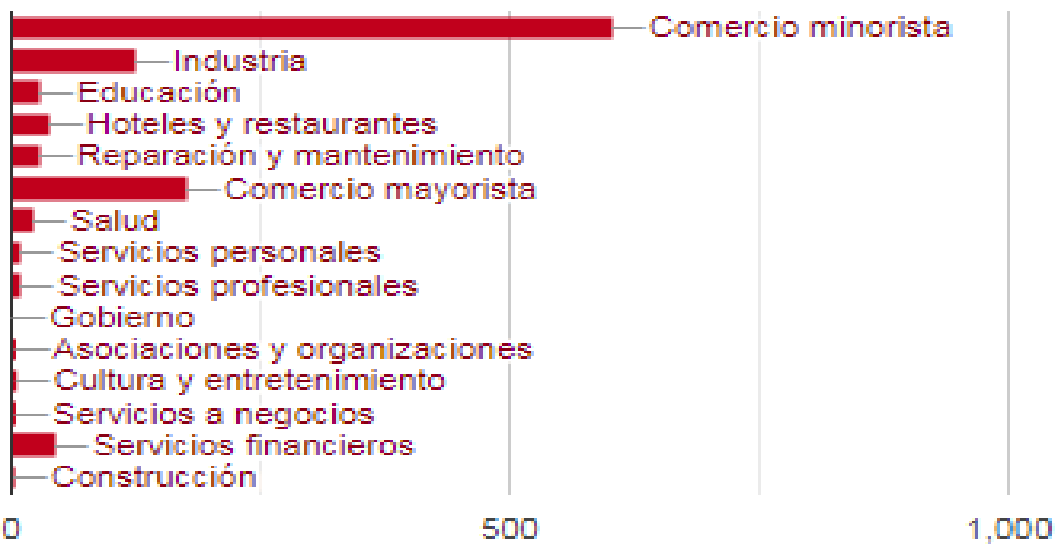 Comercio minorista
Industria
Educación
Hoteles y restaurantes
Reparación y mantenimiento
Comercio mayorista
Salud
Servicios personales
Servicios profesionales
Gobierno
Asociaciones y organizaciones
Cultura y entretenimiento
Servicios a negocios
Servicios financieros
Construcción
0 500 1,000